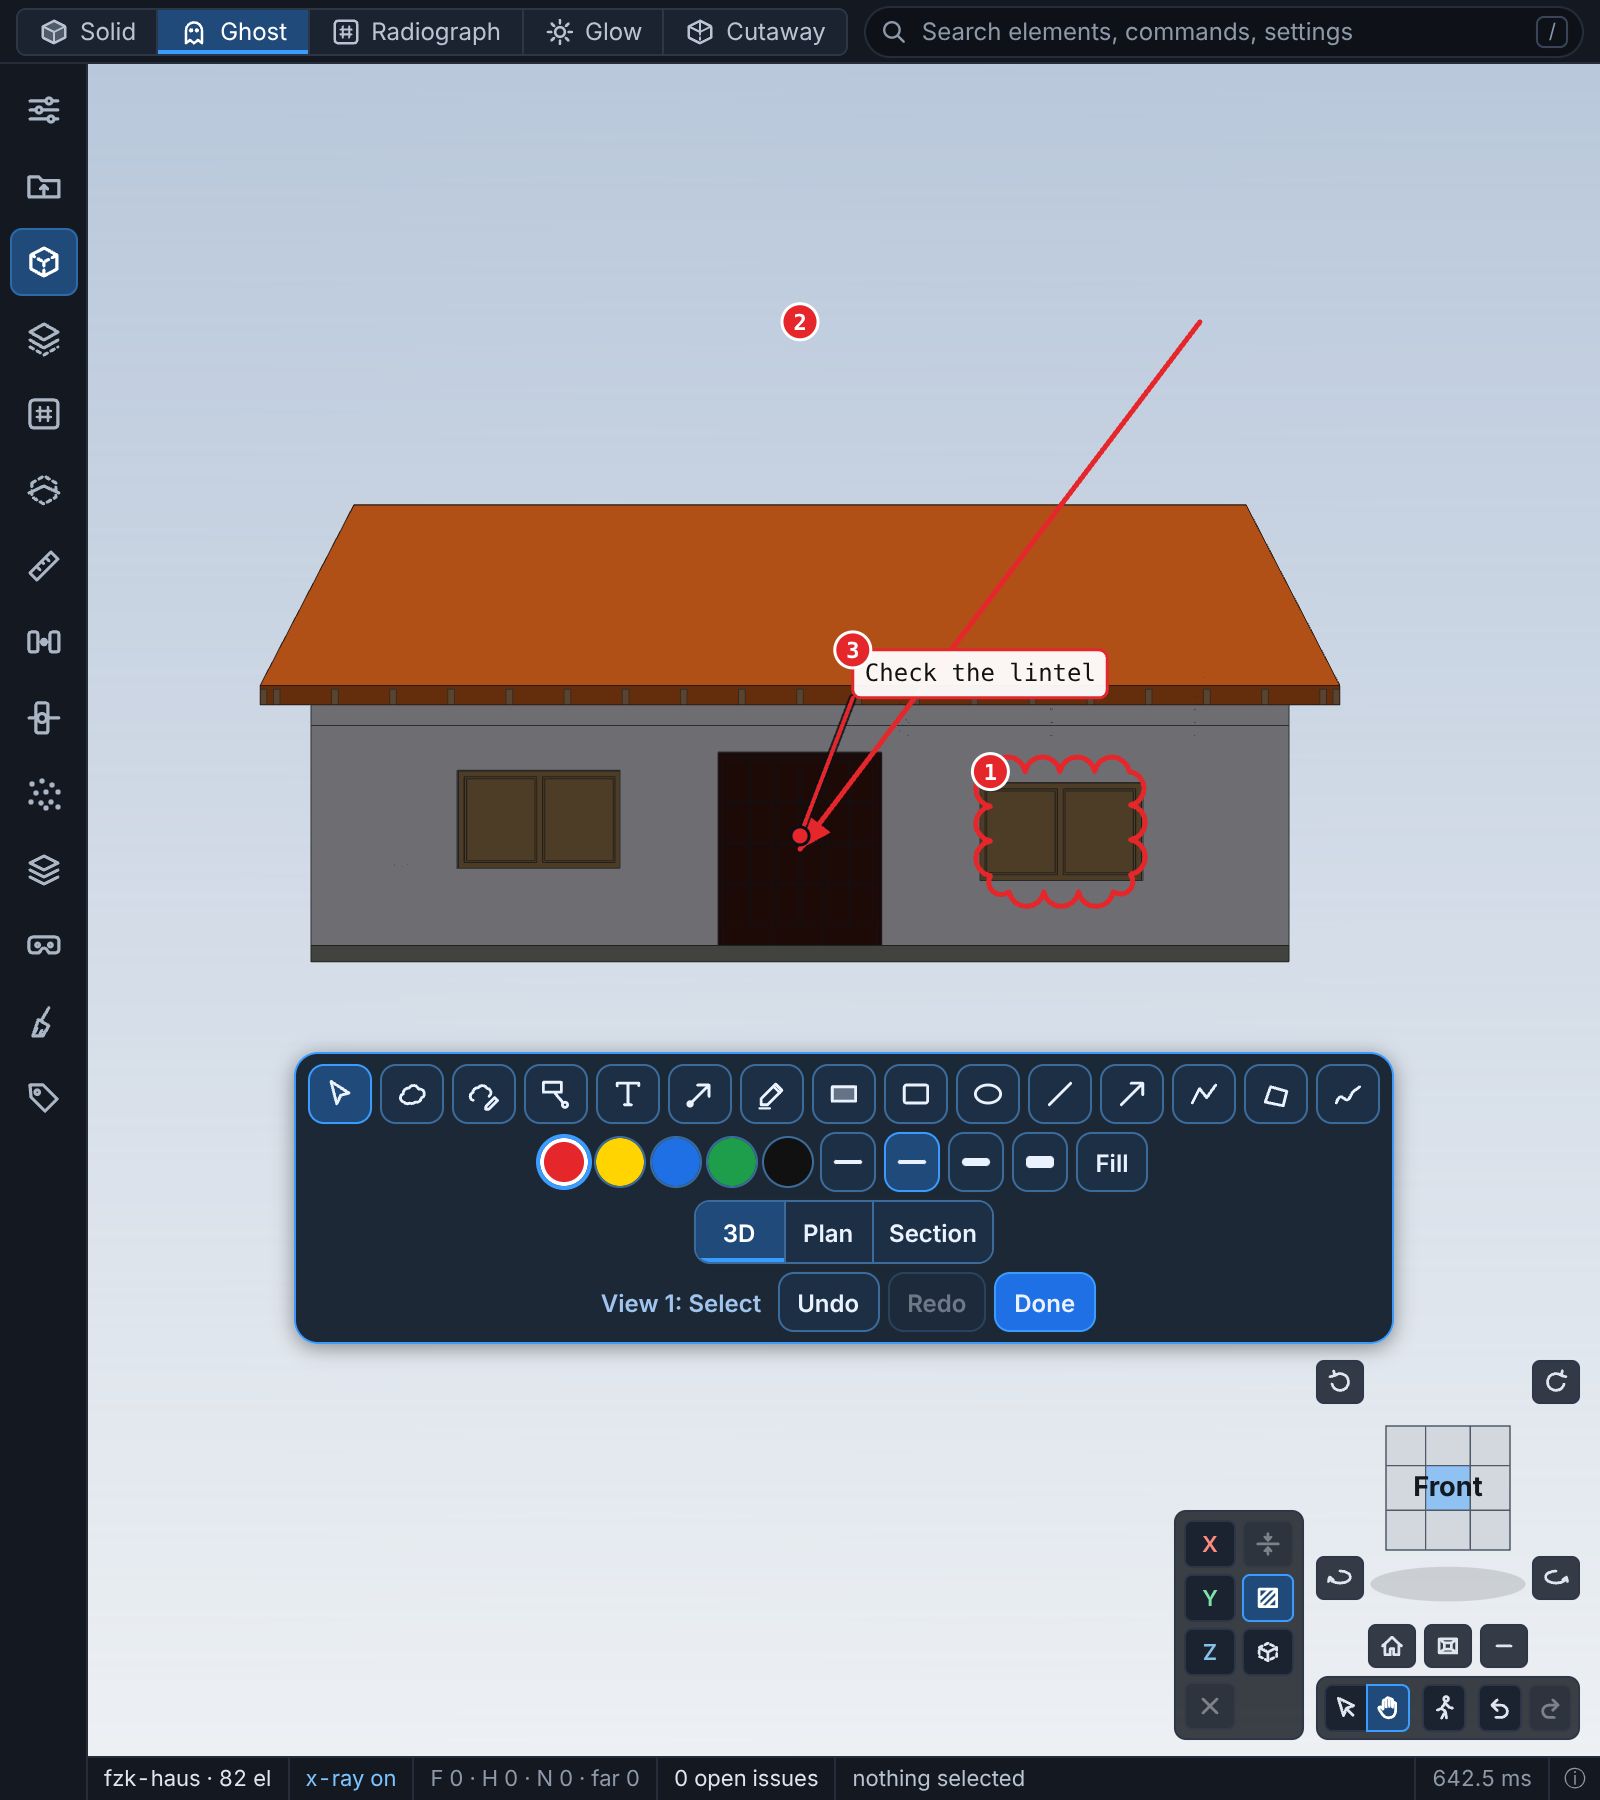 Solid Ghost Radiograph Glow Cutaway Search elements, commands, settings /
2
3
Check the lintel
1
T
Fill
3D Plan Section
View 1: Select Undo Redo Done
Front
X
Y
Z
fzk-haus · 82 el x-ray on F 0 · H 0 · N 0 · far 0 0 open issues nothing selected 642.5 ms